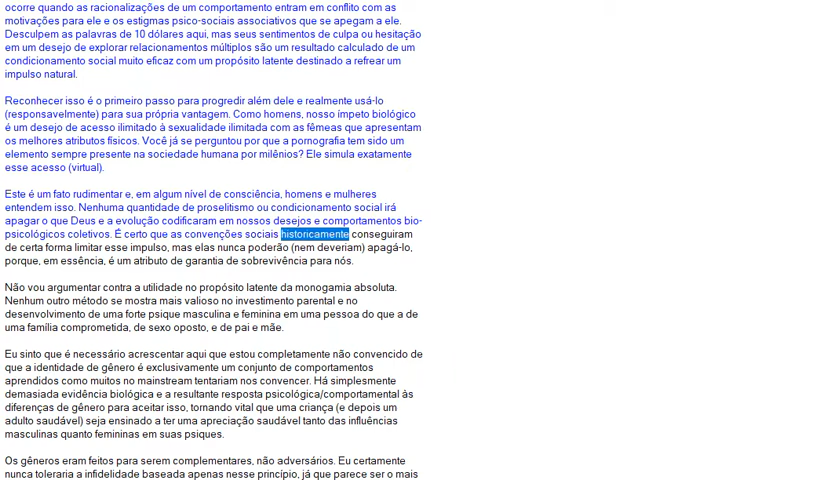 ocorre quando as racionalizações de um comportamento entram em conflito com as
motivações para ele e os estigmas psico-sociais associativos que se apegam a ele.
Desculpem as palavras de 10 dólares aqui, mas seus sentimentos de culpa ou hesitação
em um desejo de explorar relacionamentos múltiplos são um resultado calculado de um
condicionamento social muito eficaz com um propósito latente destinado a refrear um
impulso natural.
Reconhecer isso é o primeiro passo para progredir além dele e realmente usá-lo
(responsavelmente) para sua própria vantagem. Como homens, nosso ímpeto biológico
é um desejo de acesso ilimitado à sexualidade ilimitada com as fêmeas que apresentam
os melhores atributos físicos. Você já se perguntou por que a pornografia tem sido um
elemento sempre presente na sociedade humana por milênios? Ele simula exatamente
esse acesso (virtual).
Este é um fato rudimentar e, em algum nível de consciência, homens e mulheres
entendem isso. Nenhuma quantidade de proselitismo ou condicionamento social irá
apagar o que Deus e a evolução codificaram em nossos desejos e comportamentos bio-
psicológicos coletivos. É certo que as convenções sociais historicamente conseguiram
de certa forma limitar esse impulso, mas elas nunca poderão (nem deveriam) apagá-lo,
porque, em essência, é um atributo de garantia de sobrevivência para nós.
Não vou argumentar contra a utilidade no propósito latente da monogamia absoluta.
Nenhum outro método se mostra mais valioso no investimento parental e no
desenvolvimento de uma forte psique masculina e feminina em uma pessoa do que a de
uma família comprometida, de sexo oposto, e de pai e mãe.
Eu sinto que é necessário acrescentar aqui que estou completamente não convencido de
que a identidade de gênero é exclusivamente um conjunto de comportamentos
aprendidos como muitos no mainstream tentariam nos convencer. Há simplesmente
demasiada evidência biológica e a resultante resposta psicológica/comportamental às
diferenças de gênero para aceitar isso, tornando vital que uma criança (e depois um
adulto saudável) seja ensinado a ter uma apreciação saudável tanto das influências
masculinas quanto femininas em suas psiques.
Os gêneros eram feitos para serem complementares, não adversários. Eu certamente
nunca toleraria a infidelidade baseada apenas nesse princípio, já que parece ser o mais